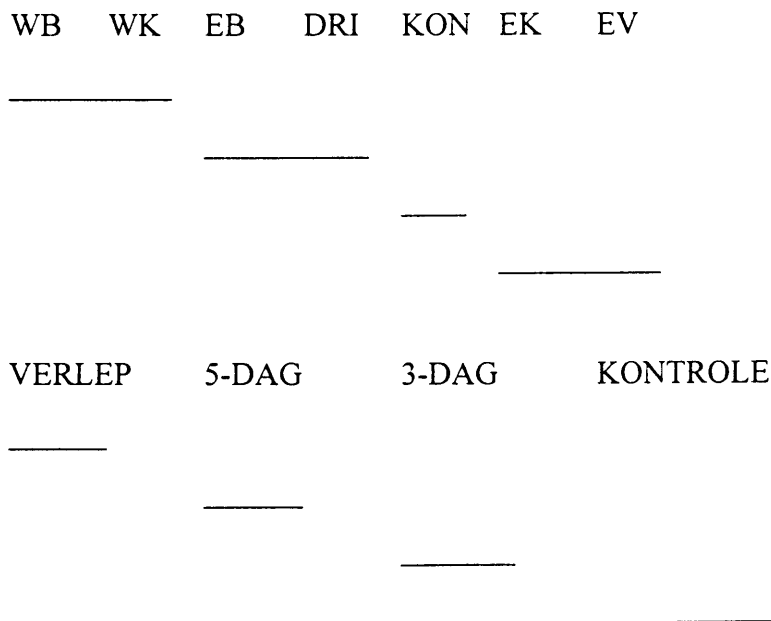 WB WK EB DRI KON EK EV
VERLEP 5-DAG 3-DAG KONTROLE